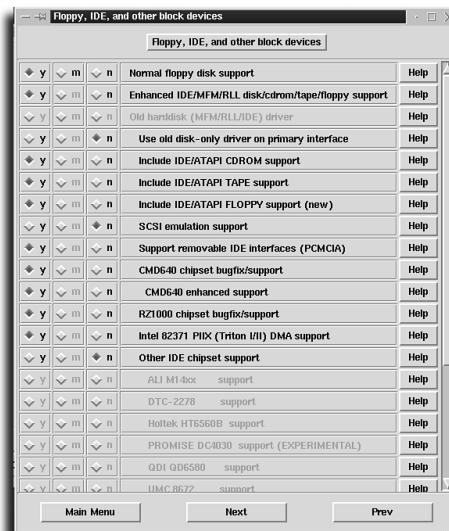 Floppy, IDE, and other block devices
Floppy, IDE, and other block devices
y m n Normal floppy disk support Help
y m n Enhanced IDE/MFM/RLL disk/cdrom/tape/floppy support Help
y m n Old harddisk (MFM/RLL/IDE) driver Help
y m n Use old disk-only driver on primary interface Help
y m n Include IDE/ATAPI CDROM support Help
y m n Include IDE/ATAPI TAPE support Help
y m n Include IDE/ATAPI FLOPPY support (new) Help
y m n SCSI emulation support Help
y m n Support removable IDE interfaces (PCMCIA) Help
y m n CMD640 chipset bugfix/support Help
y m n CMD640 enhanced support Help
y m n RZ1000 chipset bugfix/support Help
y m n Intel 82371 PIIX (Triton I/II) DMA support Help
y m n Other IDE chipset support Help
y m n ALI M14xx support Help
y m n DTC-2278 support Help
y m n Holtek HT6560B support Help
y m n PROMISE DC4030 support (EXPERIMENTAL) Help
y m n QDI QD6580 support Help
y m n UMC 8672 support Help
Main Menu Next Prev